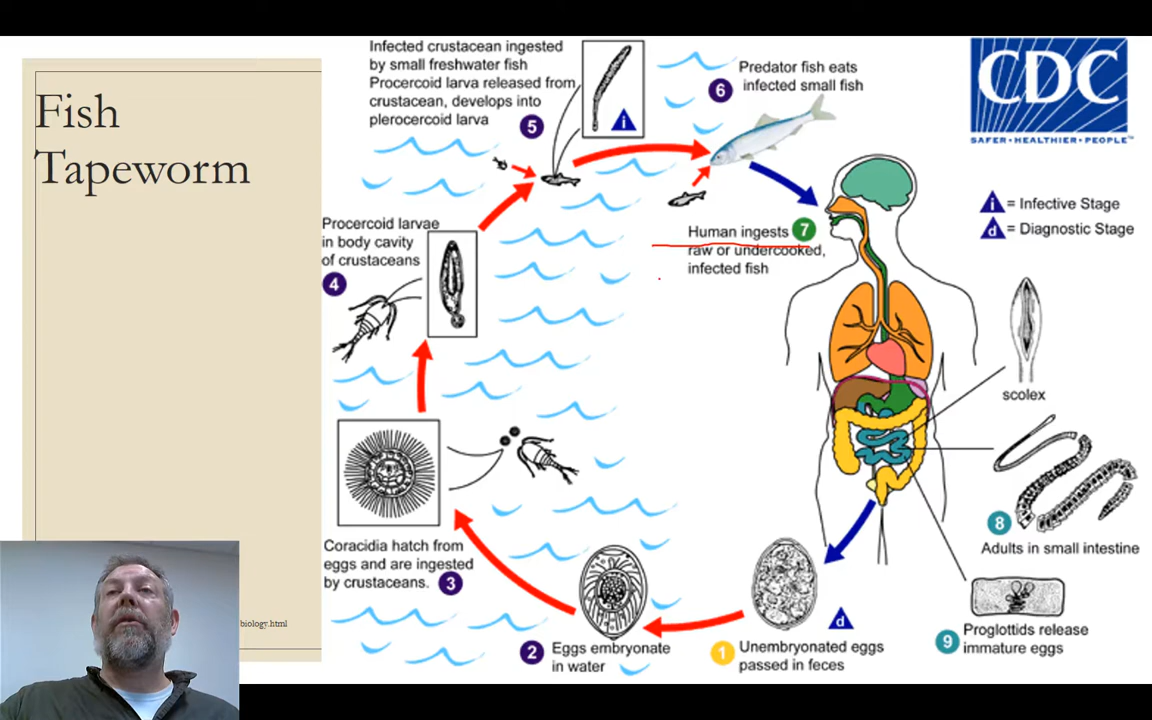 Fish
Tapeworm
biology.html
Infected crustacean ingested
by small freshwater fish
Procercoid larva released from
crustacean, develops into
plerocercoid larva
5
i
6
Predator fish eats
infected small fish
CDC
SAFER • HEALTHIER • PEOPLE™
i = Infective Stage
d = Diagnostic Stage
Human ingests 7
raw or undercooked,
infected fish
Procercoid larvae
in body cavity
of crustaceans
4
scolex
8
Adults in small intestine
Coracidia hatch from
eggs and are ingested
by crustaceans. 3
2 Eggs embryonate
in water
d
1 Unembryonated eggs
passed in feces
9 Proglottids release
immature eggs